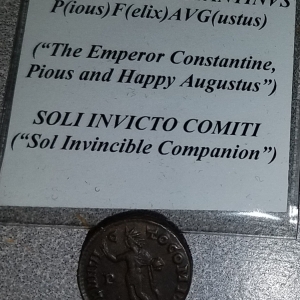 P(ious)F(elix)AVG(ustus)
("The Emperor Constantine,
Pious and Happy Augustus")
SOLI INVICTO COMITI
("Sol Invincible Companion")